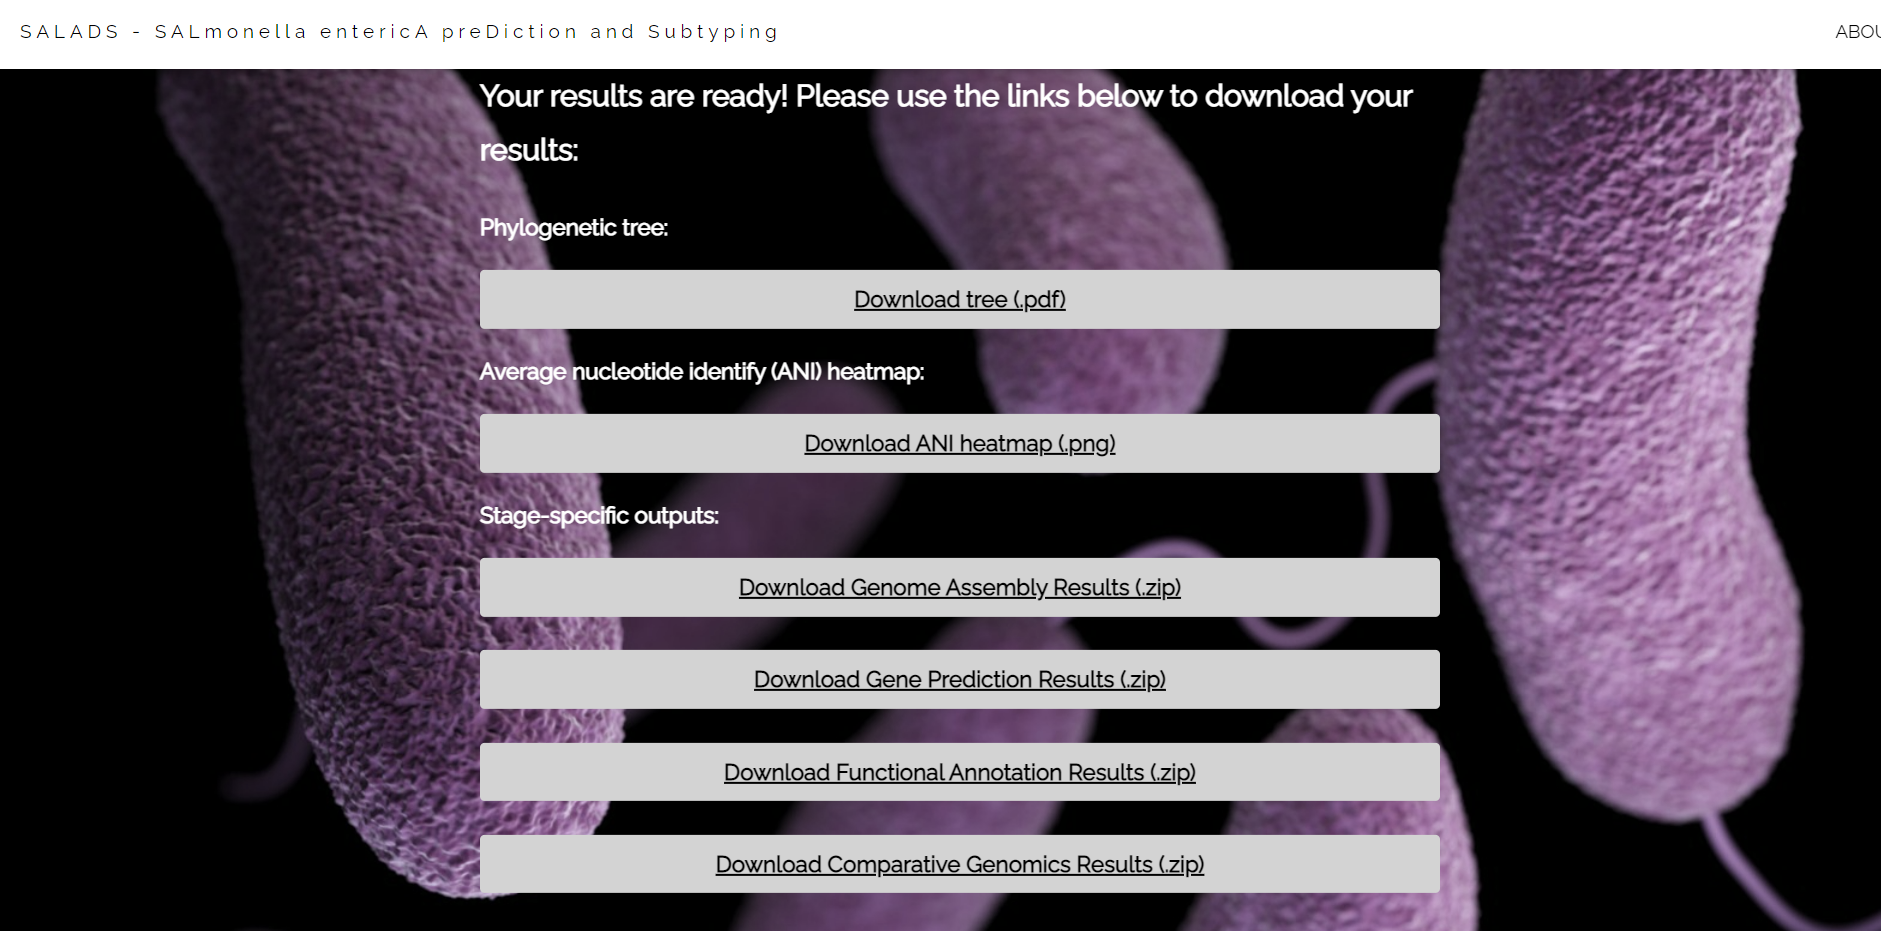 SALADS - SALmonella entericA preDiction and Subtyping
Your results are ready! Please use the links below to download your
results:
Phylogenetic tree:
Download tree (.pdf)
Average nucleotide identify (ANI) heatmap:
Download ANI heatmap (.png)
Stage-specific outputs:
Download Genome Assembly Results (.zip)
Download Gene Prediction Results (.zip)
Download Functional Annotation Results (.zip)
Download Comparative Genomics Results (.zip)